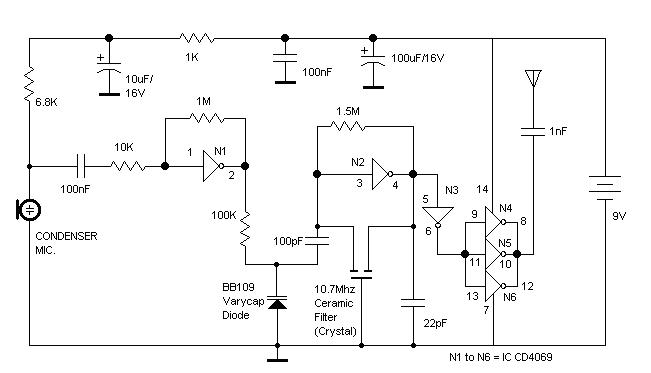 1K
+
10uF/
16V
100nF
+
100uF/16V
6.8K
1M
1.5M
1nF
10K
1
N1
2
N2
3
4
N3
14
100nF
5
6
9
N4
8
9V
100K
100pF
11
N5
10
CONDENSER
MIC.
BB109
Varycap
Diode
10.7Mhz
Ceramic
Filter
(Crystal)
13
12
N6
7
22pF
N1 to N6 = IC CD4069